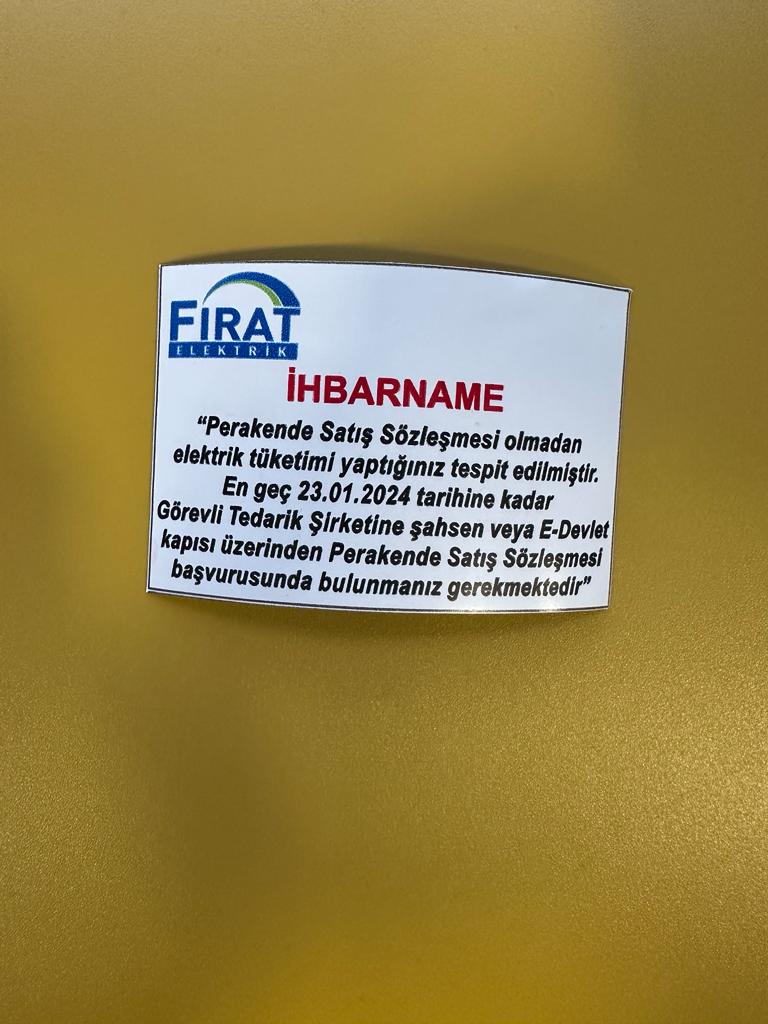 FIRAT
ELEKTRİK
İHBARNAME
“Perakende Satış Sözleşmesi olmadan
elektrik tüketimi yaptığınız tespit edilmiştir.
En geç 23.01.2024 tarihine kadar
Görevli Tedarik Şirketine şahsen veya E-Devlet
kapısı üzerinden Perakende Satış Sözleşmesi
başvurusunda bulunmanız gerekmektedir”